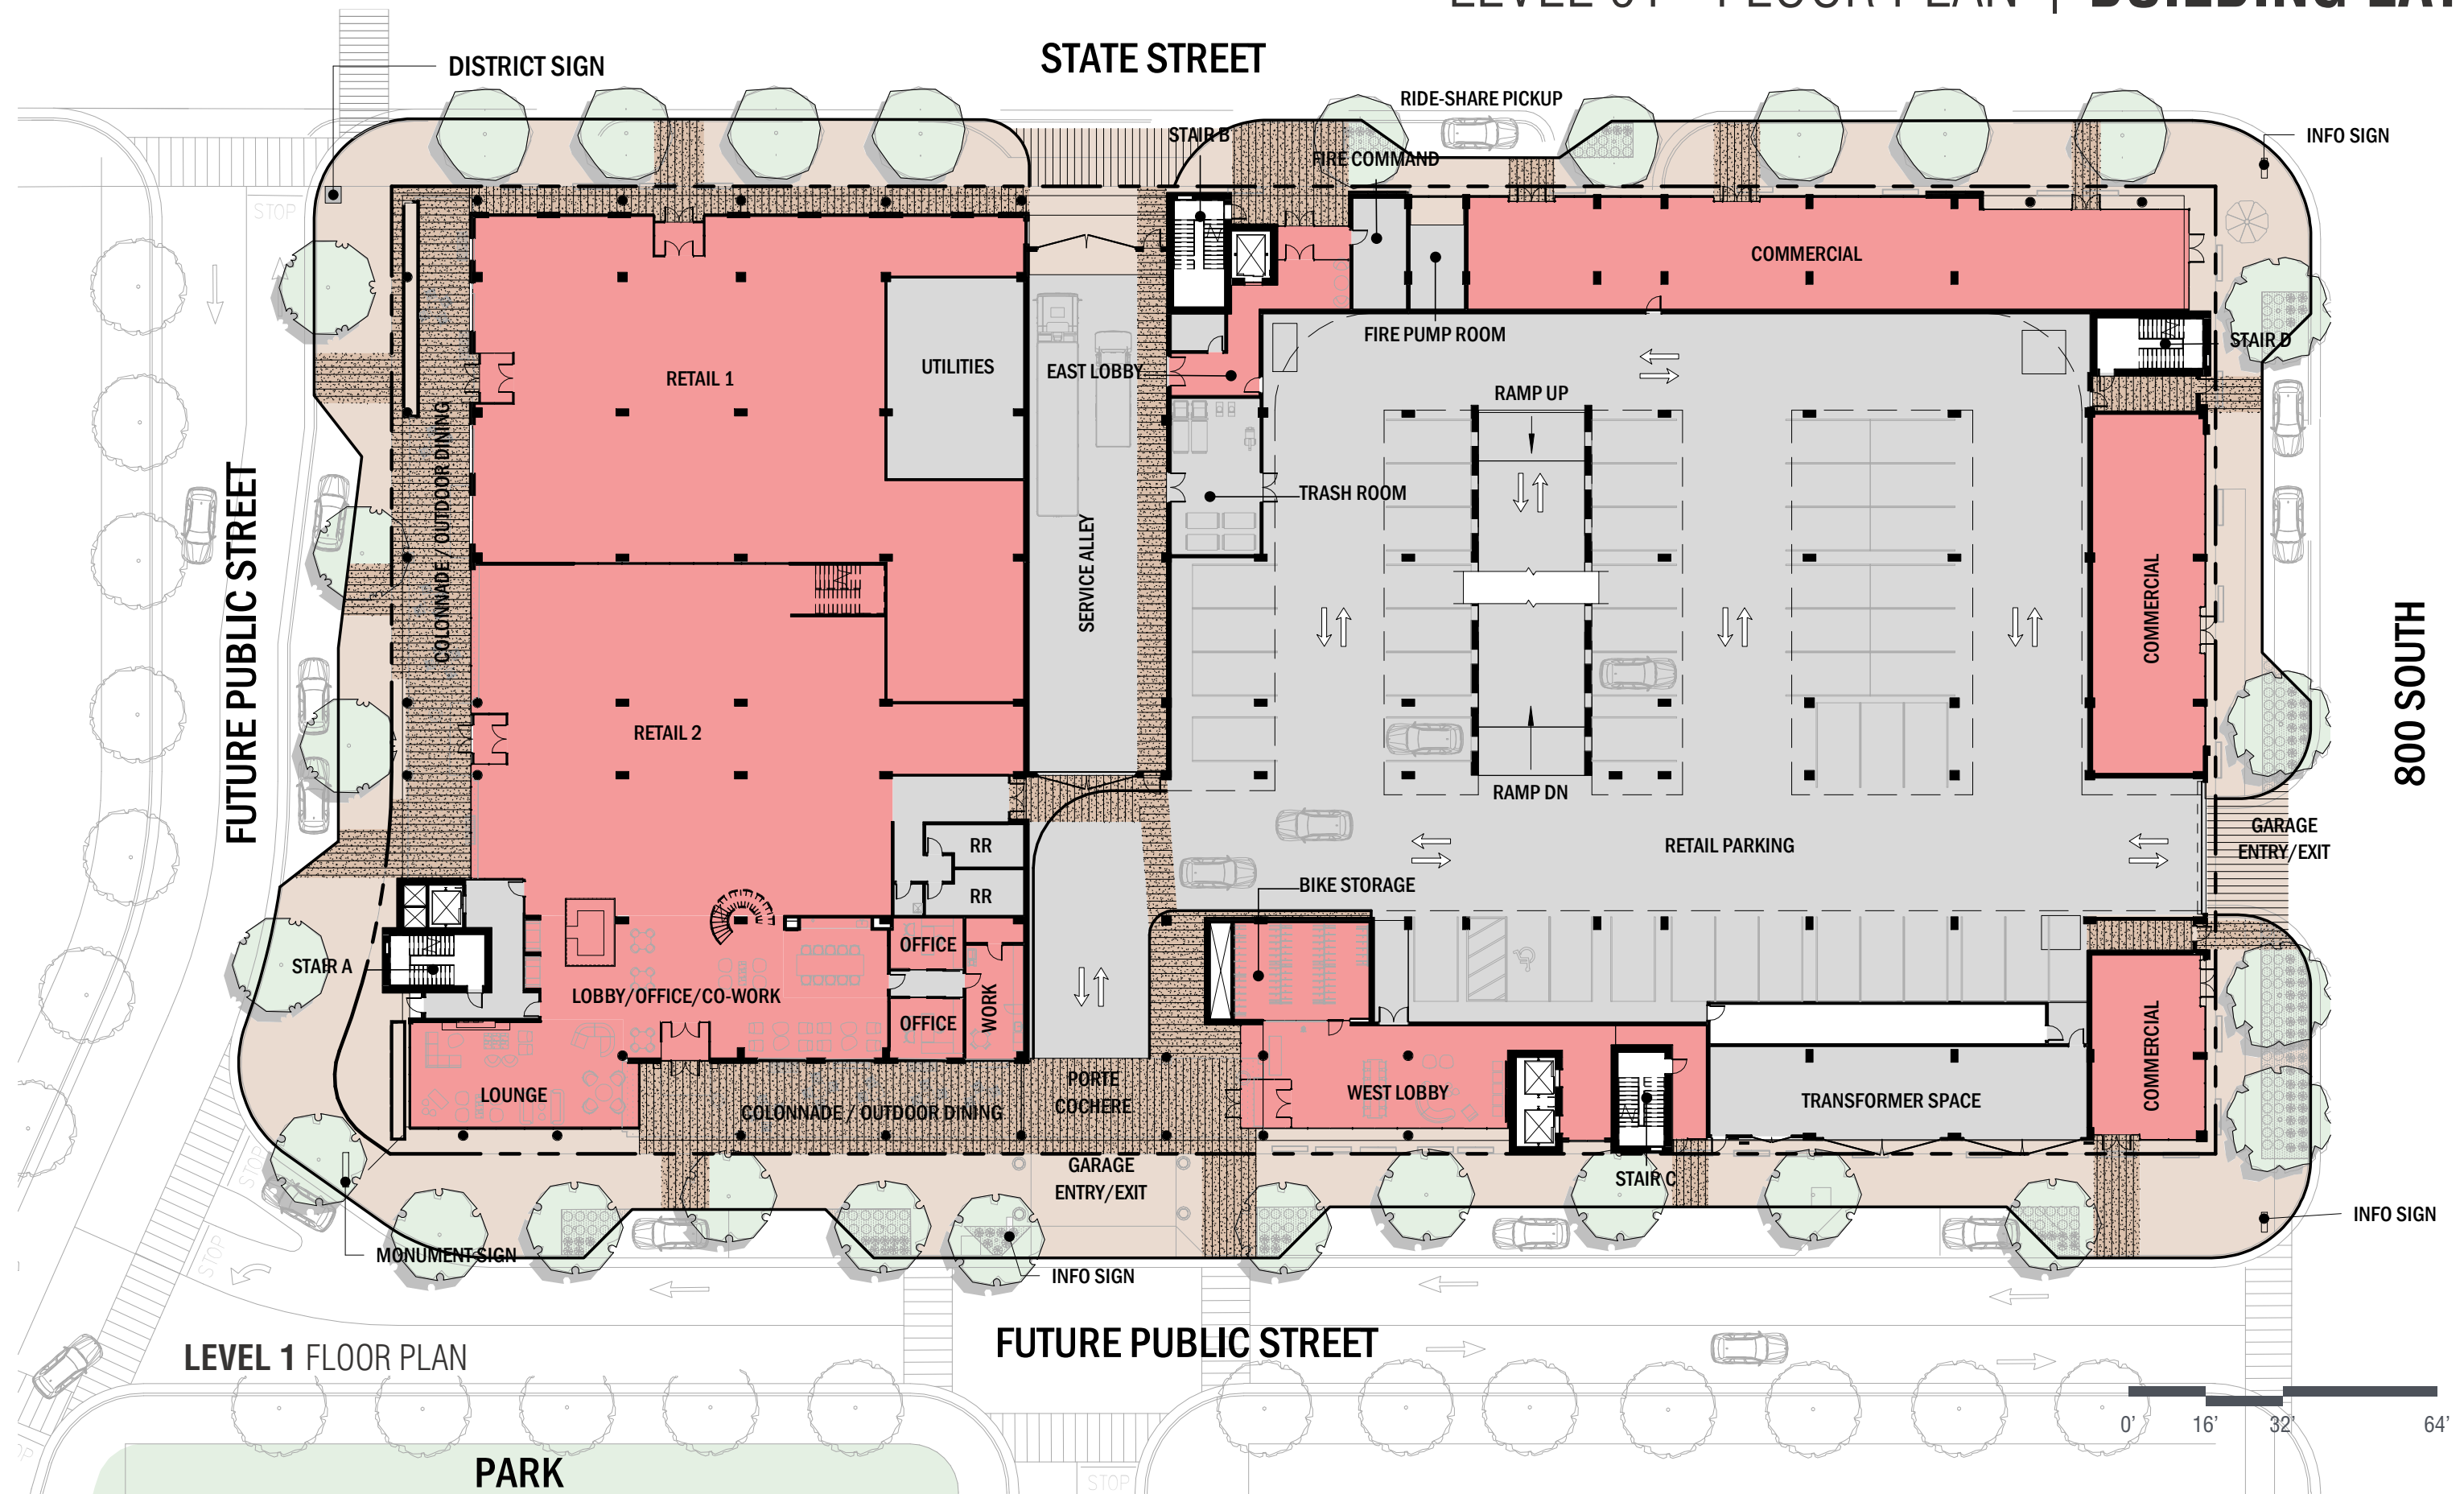 LEVEL 01 - FLOOR PLAN | BUILDING LAY
STATE STREET
DISTRICT SIGN
RIDE-SHARE PICKUP
STAIR B
INFO SIGN
FIRE COMMAND
STOP
COMMERCIAL
FIRE PUMP ROOM
STAIR D
UTILITIES
EAST LOBBY
RETAIL 1
RAMP UP
TRASH ROOM
COLONNADE / OUTDOOR DINING
SERVICE ALLEY
COMMERCIAL
FUTURE PUBLIC STREET
800 SOUTH
RETAIL 2
RAMP DN
GARAGE
ENTRY/EXIT
RR
RETAIL PARKING
RR
BIKE STORAGE
OFFICE
STAIR A
LOBBY/OFFICE/CO-WORK
WORK
OFFICE
COMMERCIAL
LOUNGE
PORTE
COCHERE
WEST LOBBY
TRANSFORMER SPACE
COLONNADE / OUTDOOR DINING
GARAGE
ENTRY/EXIT
STAIR C
STOP
INFO SIGN
MONUMENT SIGN
STOP
INFO SIGN
FUTURE PUBLIC STREET
LEVEL 1 FLOOR PLAN
0' 16' 32' 64'
PARK
STOP